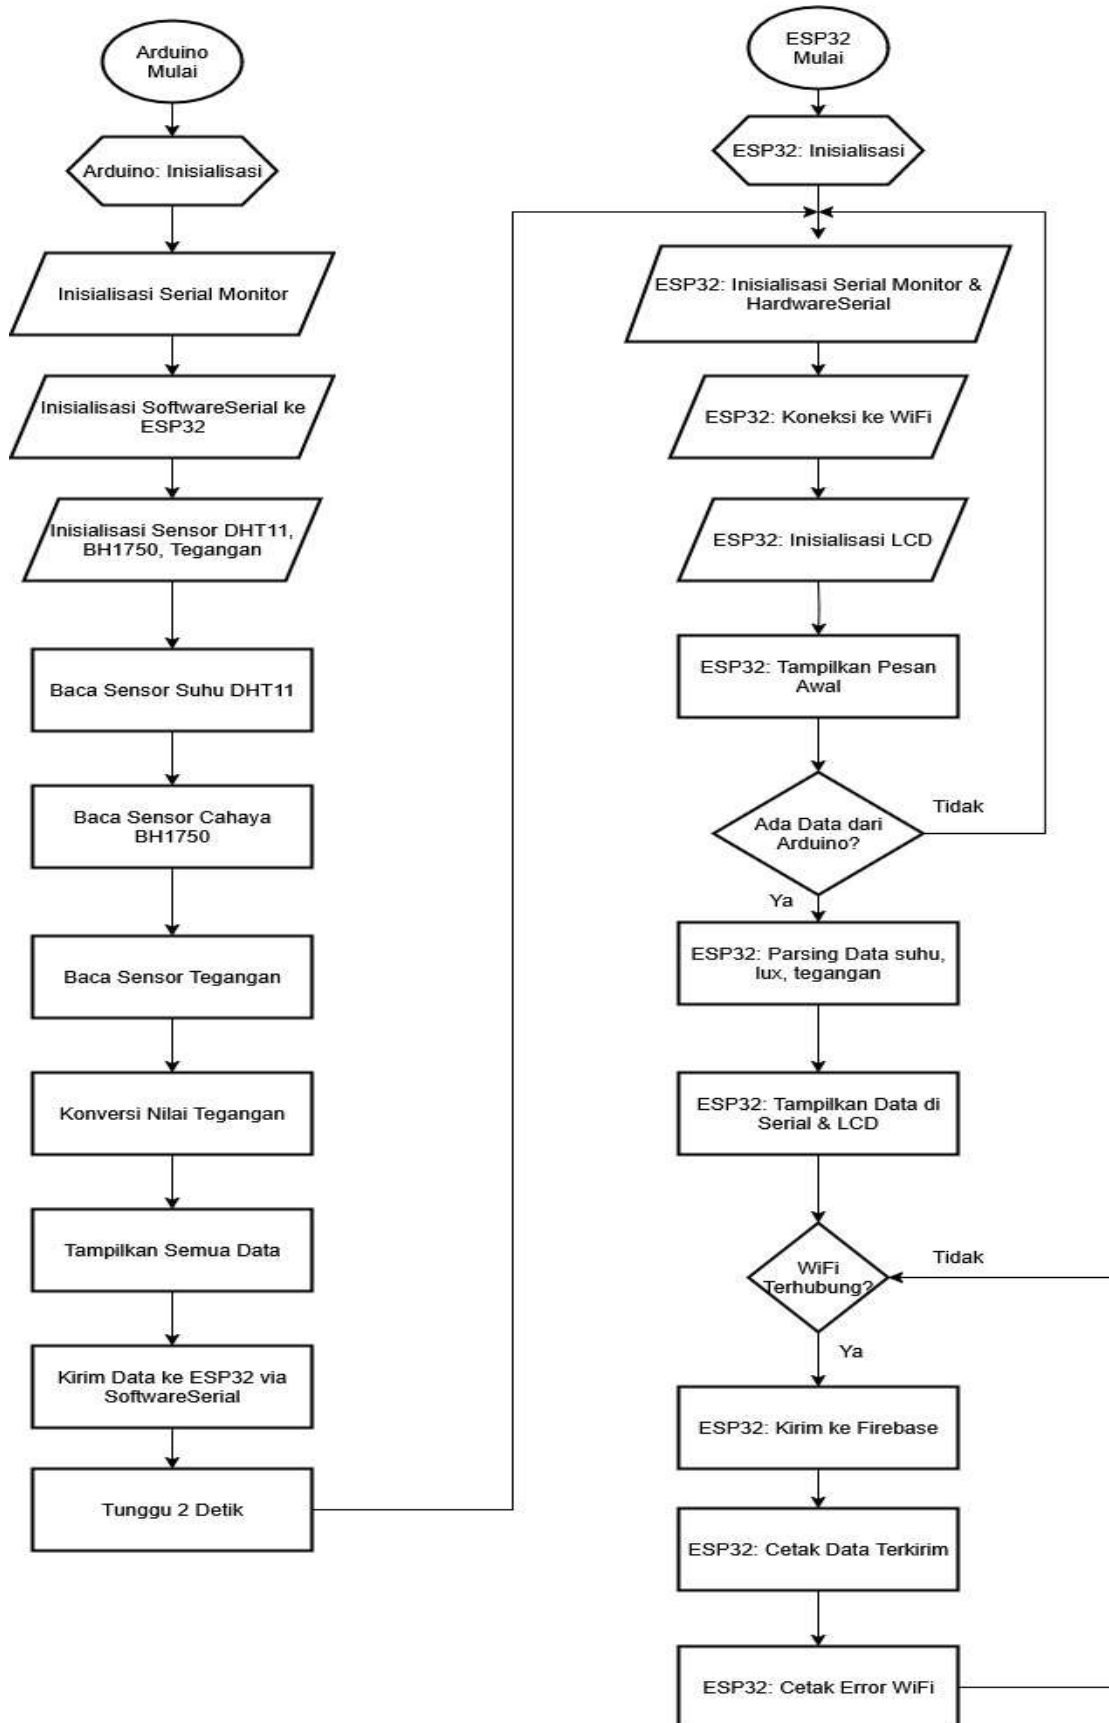 Arduino
Mulai
Arduino: Inisialisasi
Inisialisasi Serial Monitor
Inisialisasi SoftwareSerial ke
ESP32
Inisialisasi Sensor DHT11,
BH1750, Tegangan
Baca Sensor Suhu DHT11
Baca Sensor Cahaya
BH1750
Baca Sensor Tegangan
Konversi Nilai Tegangan
Tampilkan Semua Data
Kirim Data ke ESP32 via
SoftwareSerial
Tunggu 2 Detik
ESP32
Mulai
ESP32: Inisialisasi
ESP32: Inisialisasi Serial Monitor &
HardwareSerial
ESP32: Koneksi ke WiFi
ESP32: Inisialisasi LCD
ESP32: Tampilkan Pesan
Awal
Ada Data dari
Arduino?
Tidak
Ya
ESP32: Parsing Data suhu,
lux, tegangan
ESP32: Tampilkan Data di
Serial & LCD
WiFi
Terhubung?
Tidak
Ya
ESP32: Kirim ke Firebase
ESP32: Cetak Data Terkirim
ESP32: Cetak Error WiFi